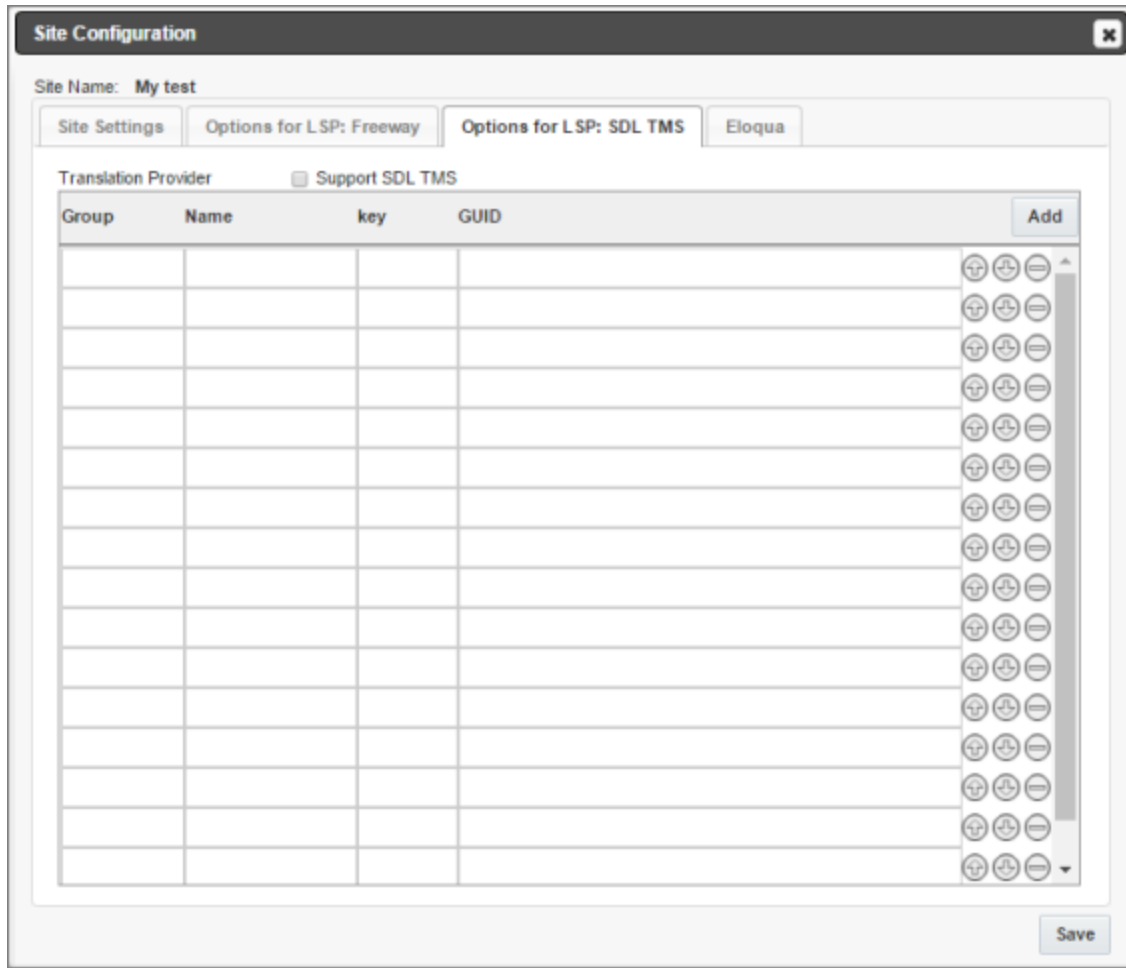 Site Configuration
Site Name: My test
Site Settings Options for LSP: Freeway Options for LSP: SDL TMS Eloqua
Translation Provider Support SDL TMS
Group Name key GUID Add
Save